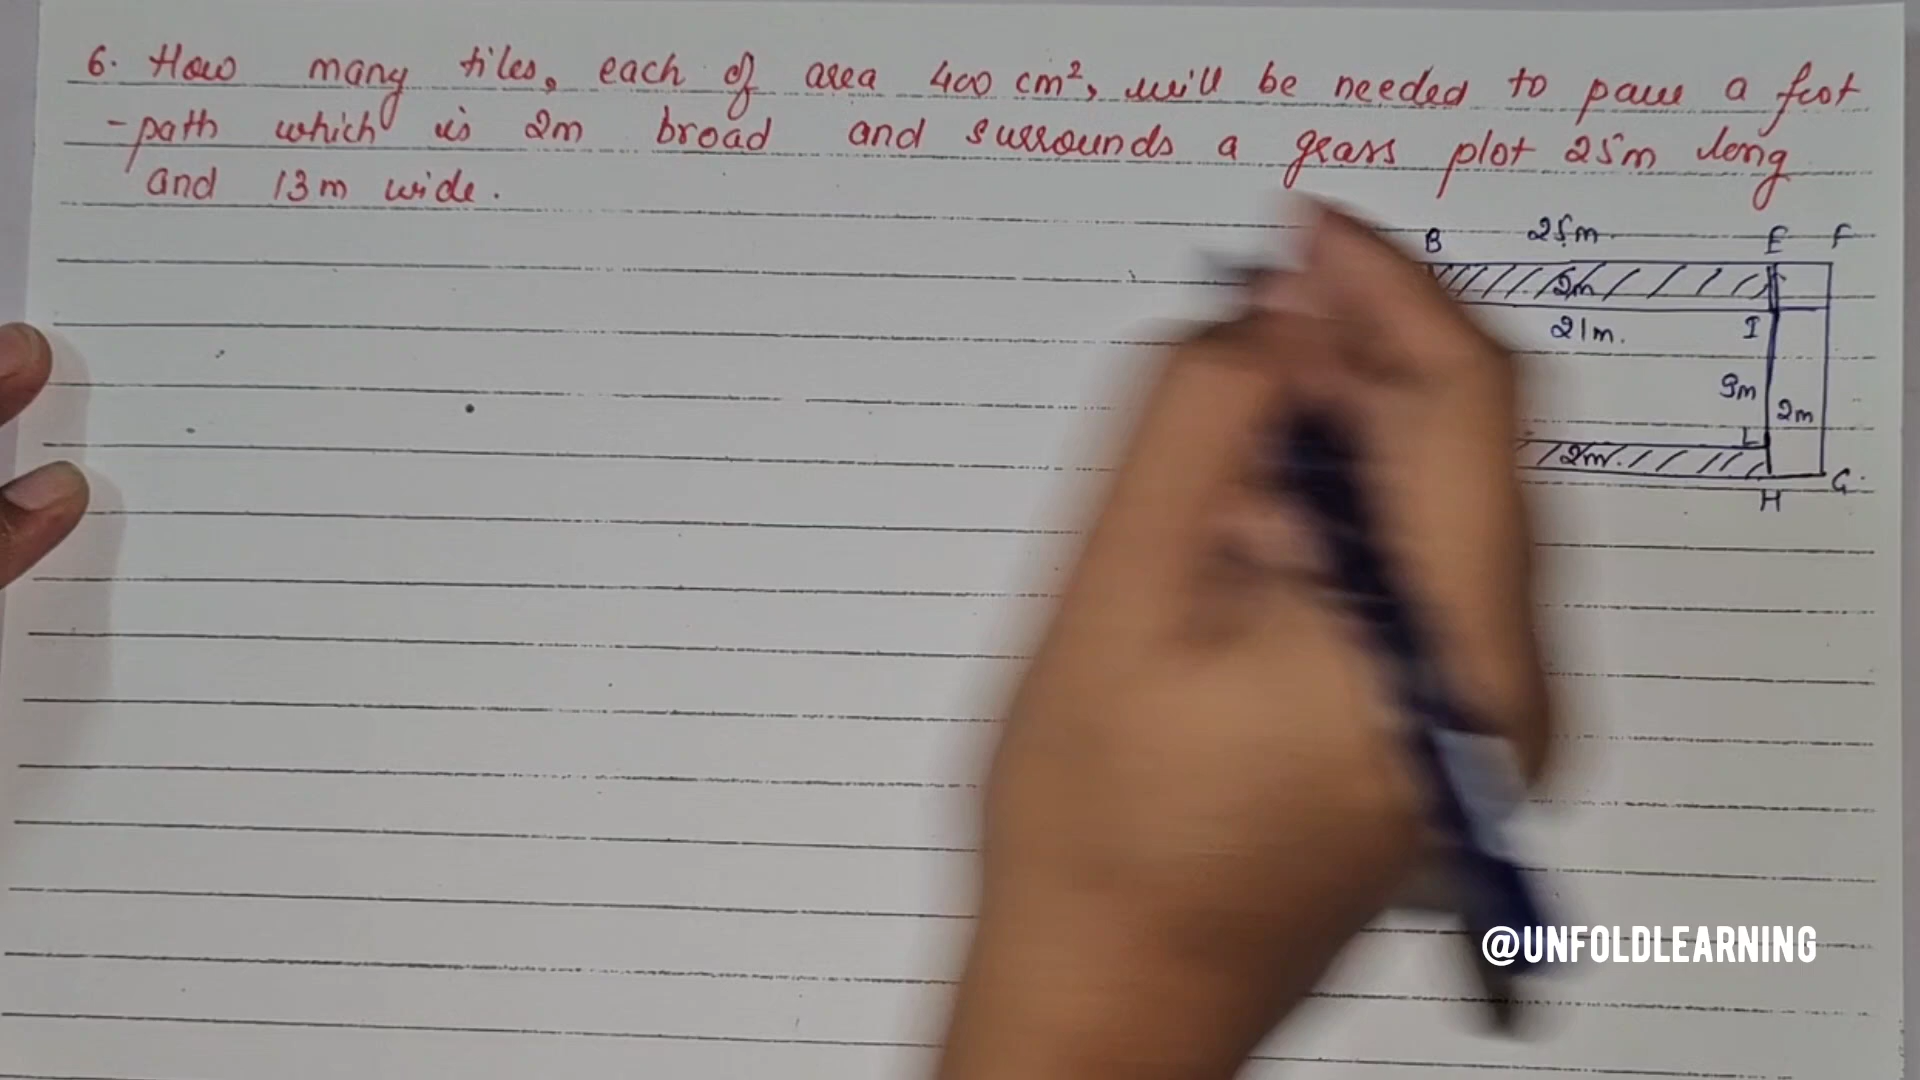 6. How many tiles, each of area 400 cm², will be needed to pave a foot
-path which is 2m broad and surrounds a grass plot 25m long
and 13m wide.
B 25m E F
2m
21m. I
9m
2m
L
2m.
G.
H
@UNFOLDLEARNING